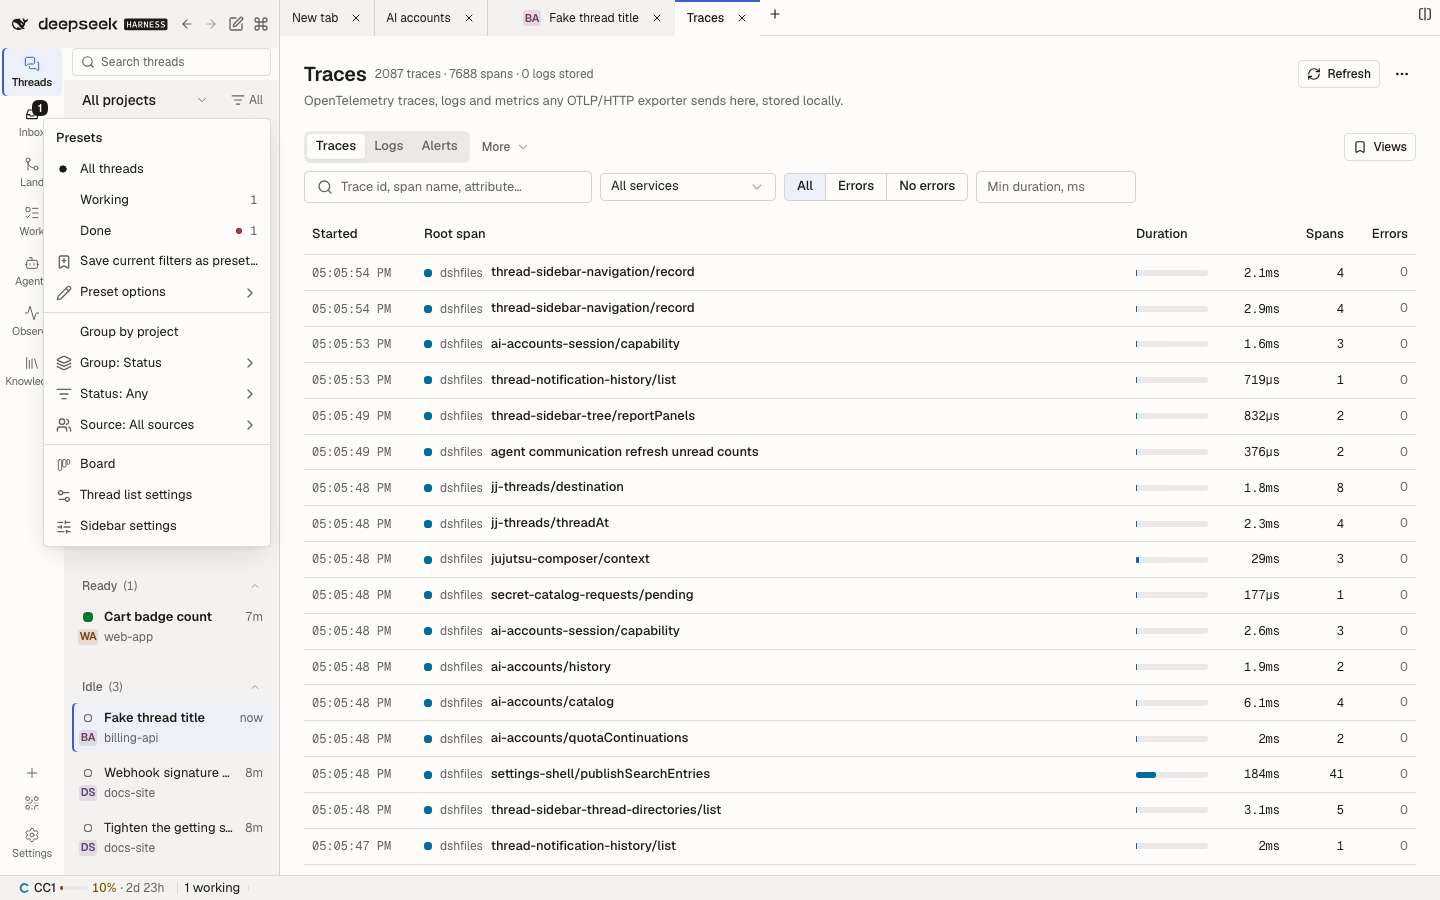 deepseek HARNESS
New tab
AI accounts
BA Fake thread title
Traces
Threads
Search threads
All projects
All
1
Inbox
Land
Work
Agent
Observ
Knowled
Presets
All threads
Working 1
Done 1
Save current filters as preset...
Preset options
Group by project
Group: Status
Status: Any
Source: All sources
Board
Thread list settings
Sidebar settings
Ready (1)
Cart badge count 7m
WA web-app
Idle (3)
Fake thread title now
BA billing-api
Webhook signature ... 8m
DS docs-site
Tighten the getting s... 8m
DS docs-site
Settings
Traces 2087 traces · 7688 spans · 0 logs stored
Refresh
OpenTelemetry traces, logs and metrics any OTLP/HTTP exporter sends here, stored locally.
Traces Logs Alerts More
Views
Trace id, span name, attribute...
All services
All Errors No errors
Min duration, ms
Started Root span Duration Spans Errors
05:05:54 PM dshfiles thread-sidebar-navigation/record 2.1ms 4 0
05:05:54 PM dshfiles thread-sidebar-navigation/record 2.9ms 4 0
05:05:53 PM dshfiles ai-accounts-session/capability 1.6ms 3 0
05:05:53 PM dshfiles thread-notification-history/list 719µs 1 0
05:05:49 PM dshfiles thread-sidebar-tree/reportPanels 832µs 2 0
05:05:49 PM dshfiles agent communication refresh unread counts 376µs 2 0
05:05:48 PM dshfiles jj-threads/destination 1.8ms 8 0
05:05:48 PM dshfiles jj-threads/threadAt 2.3ms 4 0
05:05:48 PM dshfiles jujutsu-composer/context 29ms 3 0
05:05:48 PM dshfiles secret-catalog-requests/pending 177µs 1 0
05:05:48 PM dshfiles ai-accounts-session/capability 2.6ms 3 0
05:05:48 PM dshfiles ai-accounts/history 1.9ms 2 0
05:05:48 PM dshfiles ai-accounts/catalog 6.1ms 4 0
05:05:48 PM dshfiles ai-accounts/quotaContinuations 2ms 2 0
05:05:48 PM dshfiles settings-shell/publishSearchEntries 184ms 41 0
05:05:48 PM dshfiles thread-sidebar-thread-directories/list 3.1ms 5 0
05:05:47 PM dshfiles thread-notification-history/list 2ms 1 0
CC1 10% · 2d 23h 1 working